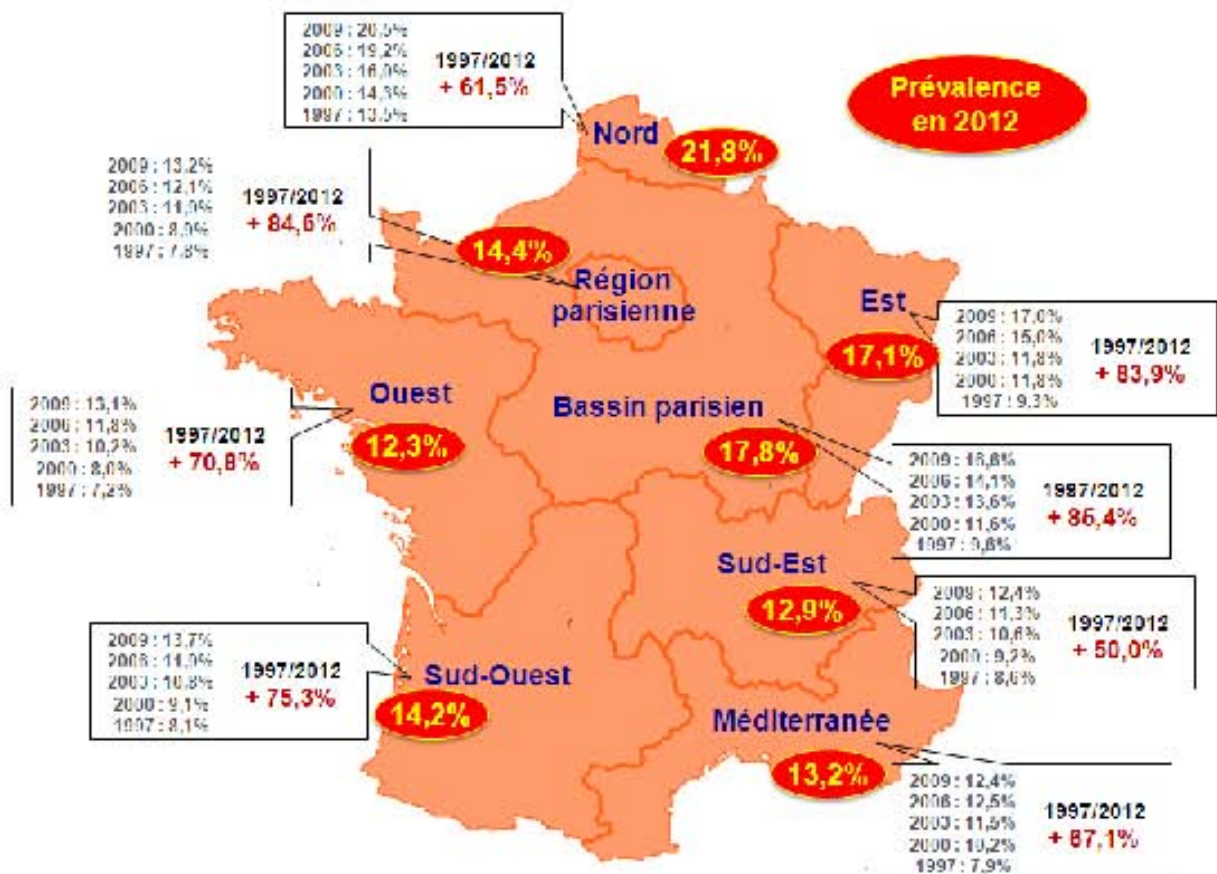 Prévalence
en 2012
2009 : 20,5%
2006 : 19,2%
2003 : 16,0%
2000 : 14,3%
1997 : 13,5%
1997/2012
+ 61,5%
Nord
21,8%
2009 : 13,2%
2006 : 12,1%
2003 :
2000 :
1997 : 7,8%
1997/2012
+ 84,6%
14,4%
Région
parisienne
Est
17,1%
2009 : 17,0%
2006 : 15,0%
2003 : 11,8%
2000 : 11,8%
1997 : 9,3%
1997/2012
+ 83,9%
2009 : 13,1%
2006 : 11,8%
2003 : 10,2%
2000 : 8,0%
1997 : 7,2%
1997/2012
+ 70,8%
Ouest
12,3%
Bassin parisien
17,8%
2009 : 16,6%
2006 : 14,1%
2003 : 13,6%
2000 : 11,6%
1997 : 9,6%
1997/2012
+ 85,4%
Sud-Est
12,9%
2009 : 12,4%
2006 : 11,3%
2003 : 10,6%
2000 : 9,2%
1997 : 8,6%
1997/2012
+ 50,0%
2009 : 13,7%
2006 :
2003 : 10,8%
2000 : 9,1%
1997 : 8,1%
1997/2012
+ 75,3%
Sud-Ouest
14,2%
Méditerranée
13,2%
2009 : 12,4%
2006 : 12,5%
2003 : 11,5%
2000 : 10,2%
1997 : 7,9%
1997/2012
+ 67,1%